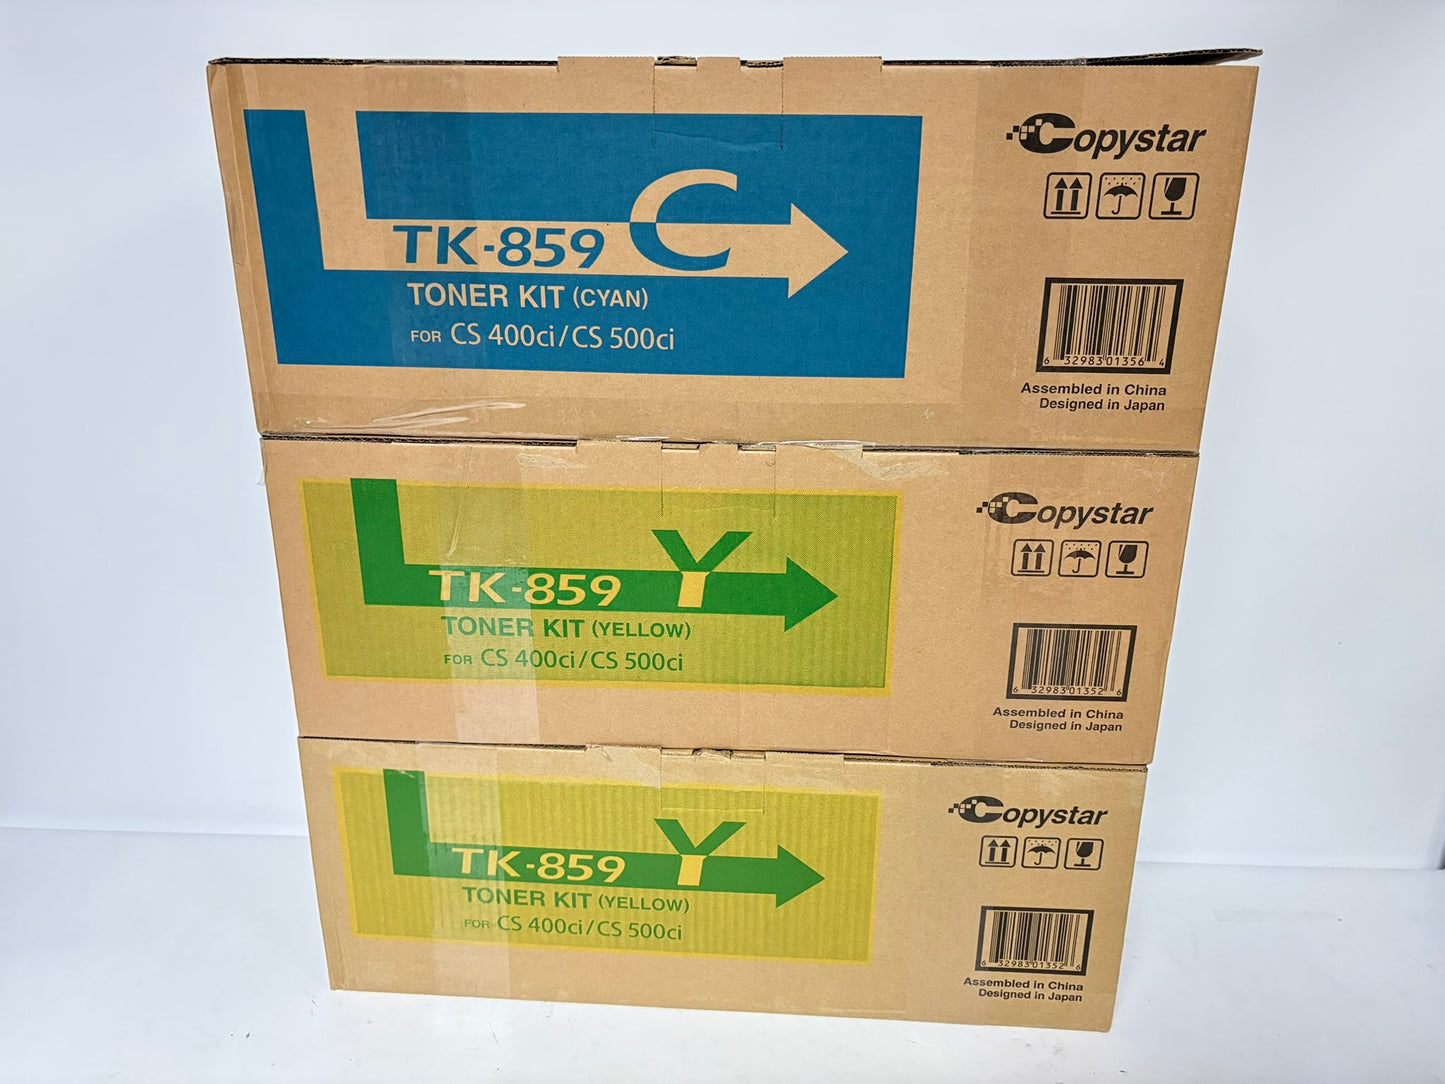 Copystar
TK-859 C
TONER KIT (CYAN)
FOR CS 400ci/CS 500ci
6 32983 01356 4
Assembled in China
Designed in Japan
Copystar
TK-859 Y
TONER KIT (YELLOW)
FOR CS 400ci/CS 500ci
6 32983 01352 6
Assembled in China
Designed in Japan
Copystar
TK-859 Y
TONER KIT (YELLOW)
FOR CS 400ci/CS 500ci
6 32983 01352 6
Assembled in China
Designed in Japan